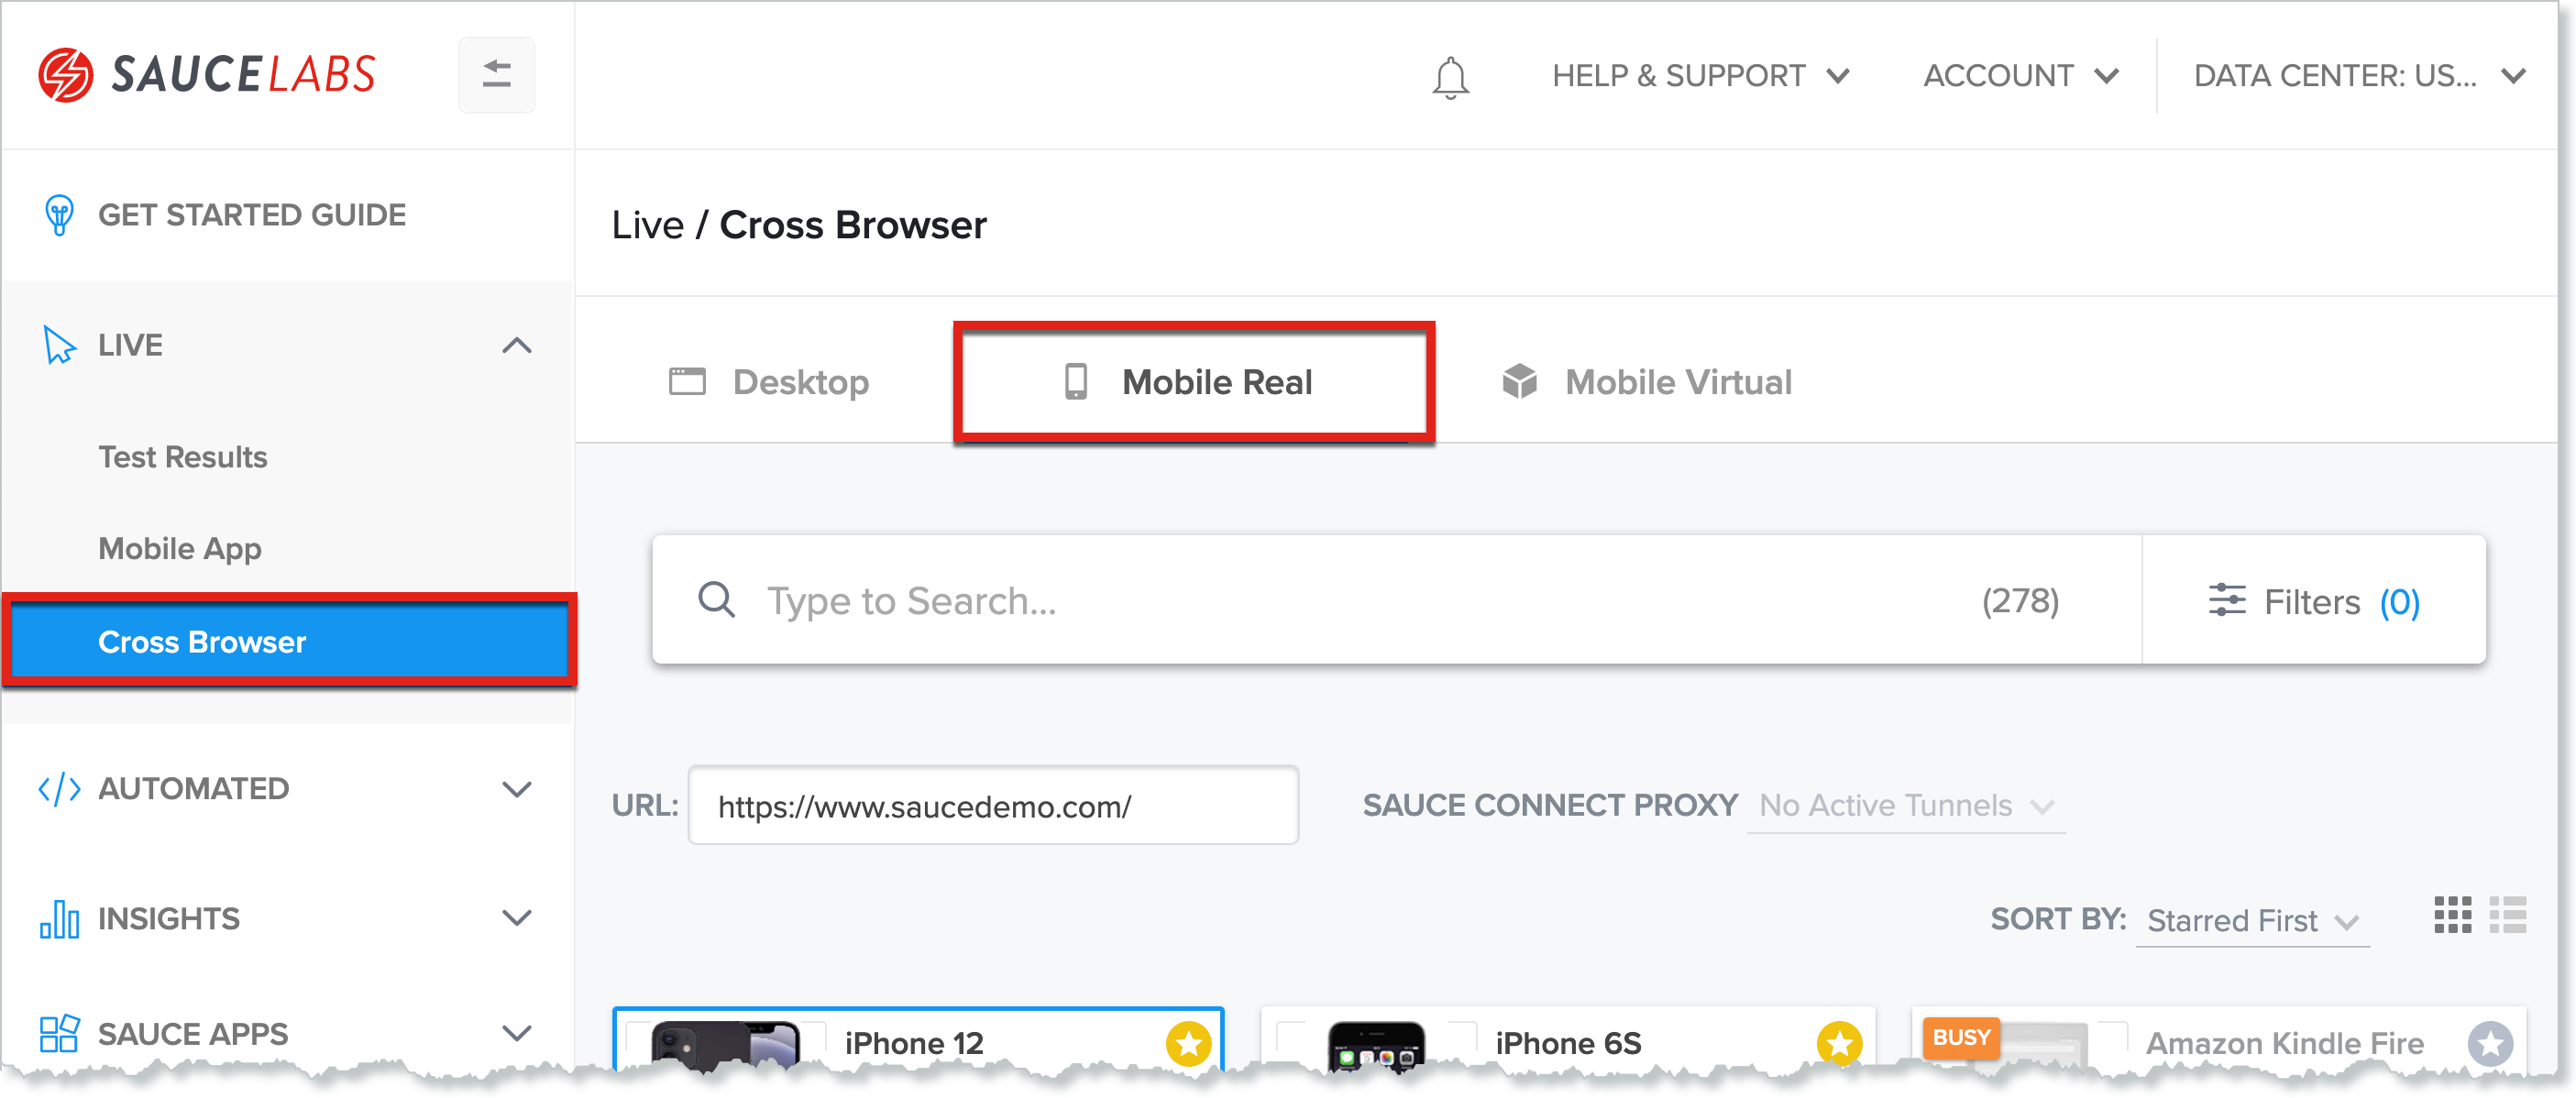 SAUCELABS
HELP & SUPPORT
ACCOUNT
DATA CENTER: US...
GET STARTED GUIDE
LIVE
Test Results
Mobile App
Cross Browser
AUTOMATED
INSIGHTS
SAUCE APPS
Live / Cross Browser
Desktop
Mobile Real
Mobile Virtual
Type to Search...
(278)
Filters (0)
URL: https://www.saucedemo.com/
SAUCE CONNECT PROXY No Active Tunnels
SORT BY: Starred First
iPhone 12
iPhone 6S
BUSY
Amazon Kindle Fire